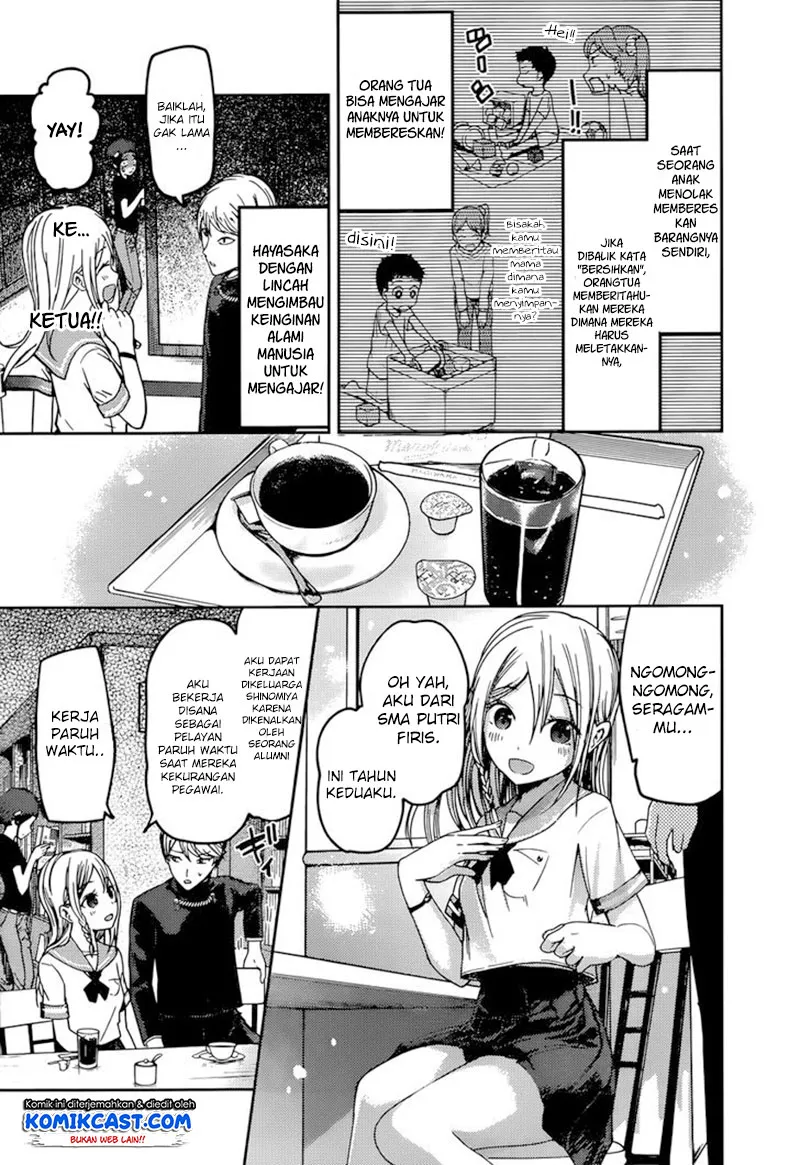 Hei!!
SAAT
SEORANG
ANAK
MENOLAK
MEMBERES
KAN
BARANGNYA
SENDIRI,
ORANG TUA
BISA MENGAJAR
ANAKNYA UNTUK
MEMBERESKAN!
JIKA
DIBALIK KATA
"BERSIHKAN",
ORANGTUA
MEMBERITAHU-
KAN MEREKA
DIMANA MEREKA
HARUS
MELETAKKAN-
NYA,
Bisakah
kamu
memberitau
mama
dimana
kamu
menyimpan-
nya?
disini!
HAYASAKA
DENGAN
LINCAH
MENGIMBAU
KEINGINAN
ALAMI
MANUSIA
UNTUK
MENGAJAR!
BAIKLAH,
JIKA ITU
GAK LAMA
...
YAY!
KE...
KETUA!!
NGOMONG-
NGOMONG,
SERAGAM-
MU...
OH YAH,
AKU DARI
SMA PUTRI
FIRIS.
INI TAHUN
KEDUAKU.
AKU DAPAT
KERJAAN
DIKELUARGA
SHINOMIYA
KARENA
DIKENALKAN
OLEH
SEORANG
ALUMNI
AKU
BEKERJA
DISANA
SEBAGAI
PELAYAN
PARUH WAKTU
SAAT MEREKA
KEKURANGAN
PEGAWAI.
KERJA
PARUH
WAKTU..
Komik ini diterjemahkan & diedit oleh
KOMIKCAST.COM
BUKAN WEB LAIN!!